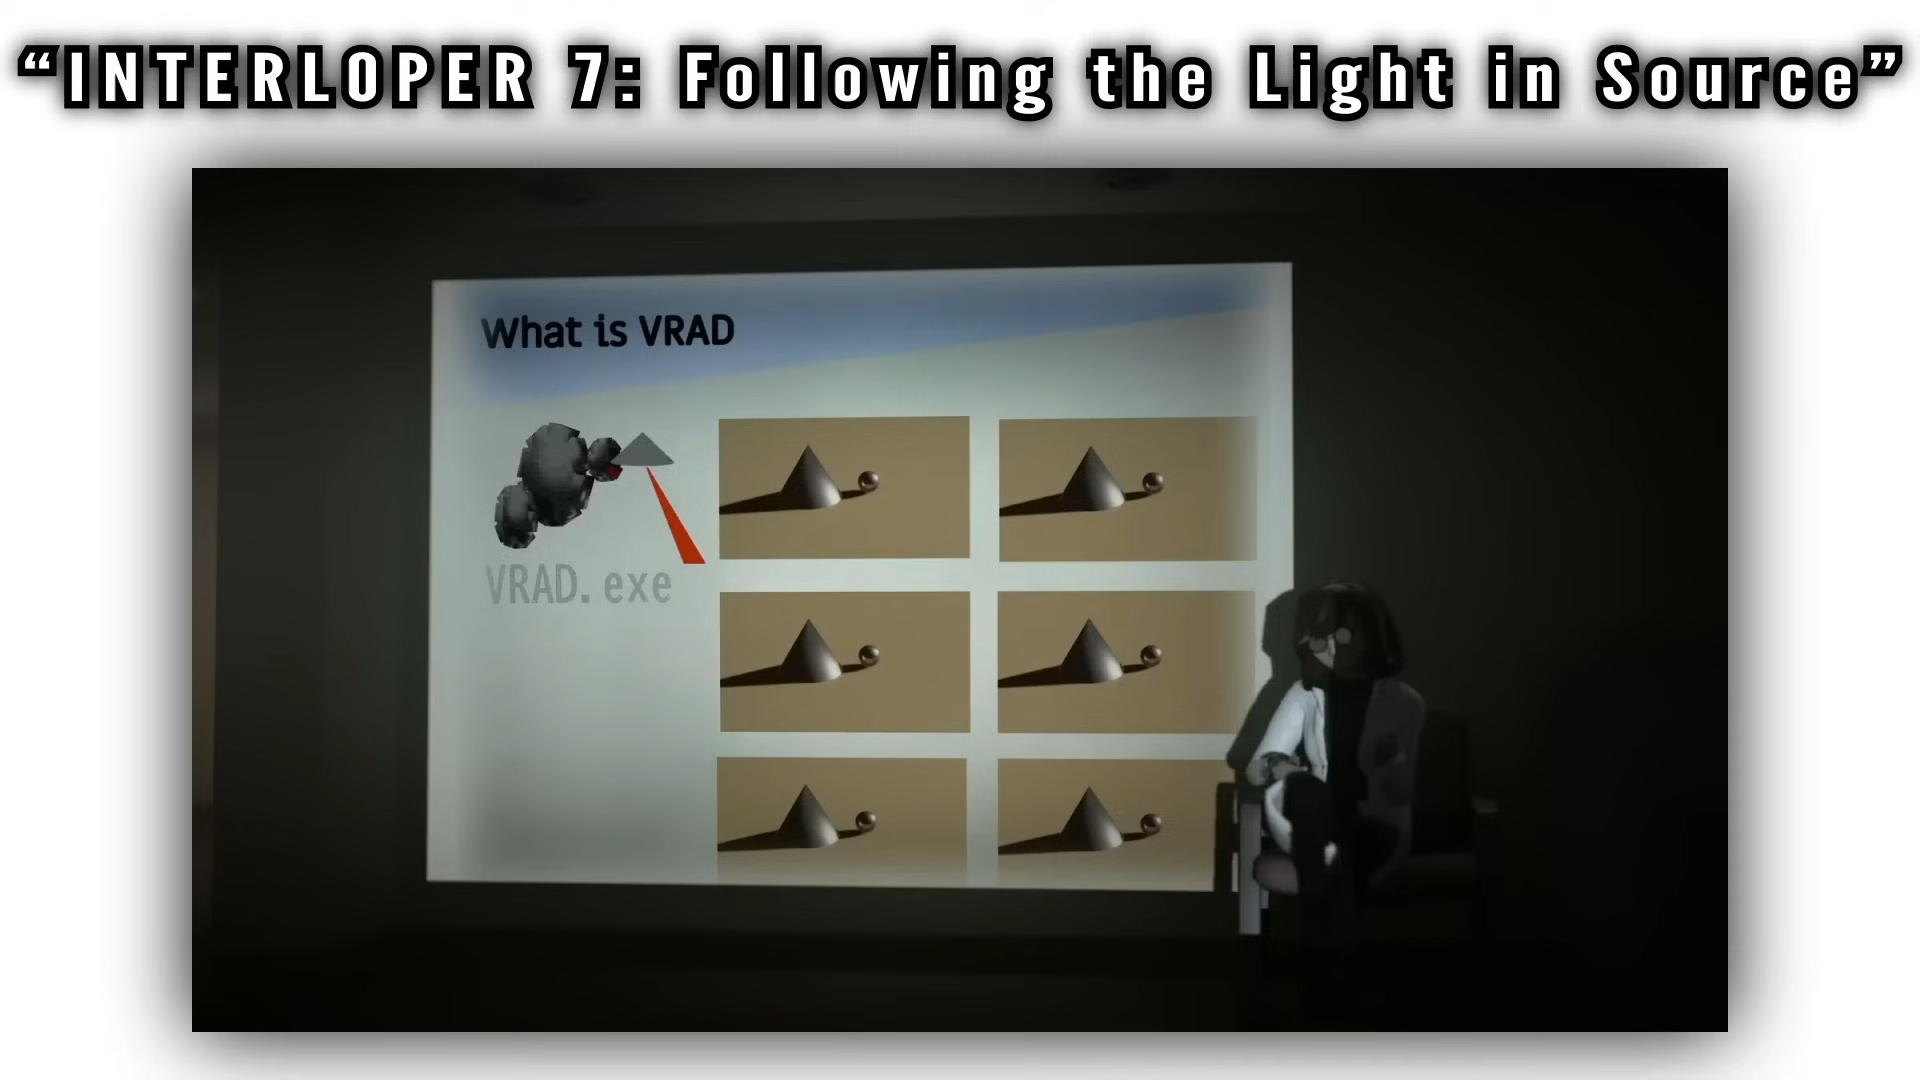 “INTERLOPER 7: Following the Light in Source”
What is VRAD
VRAD.exe